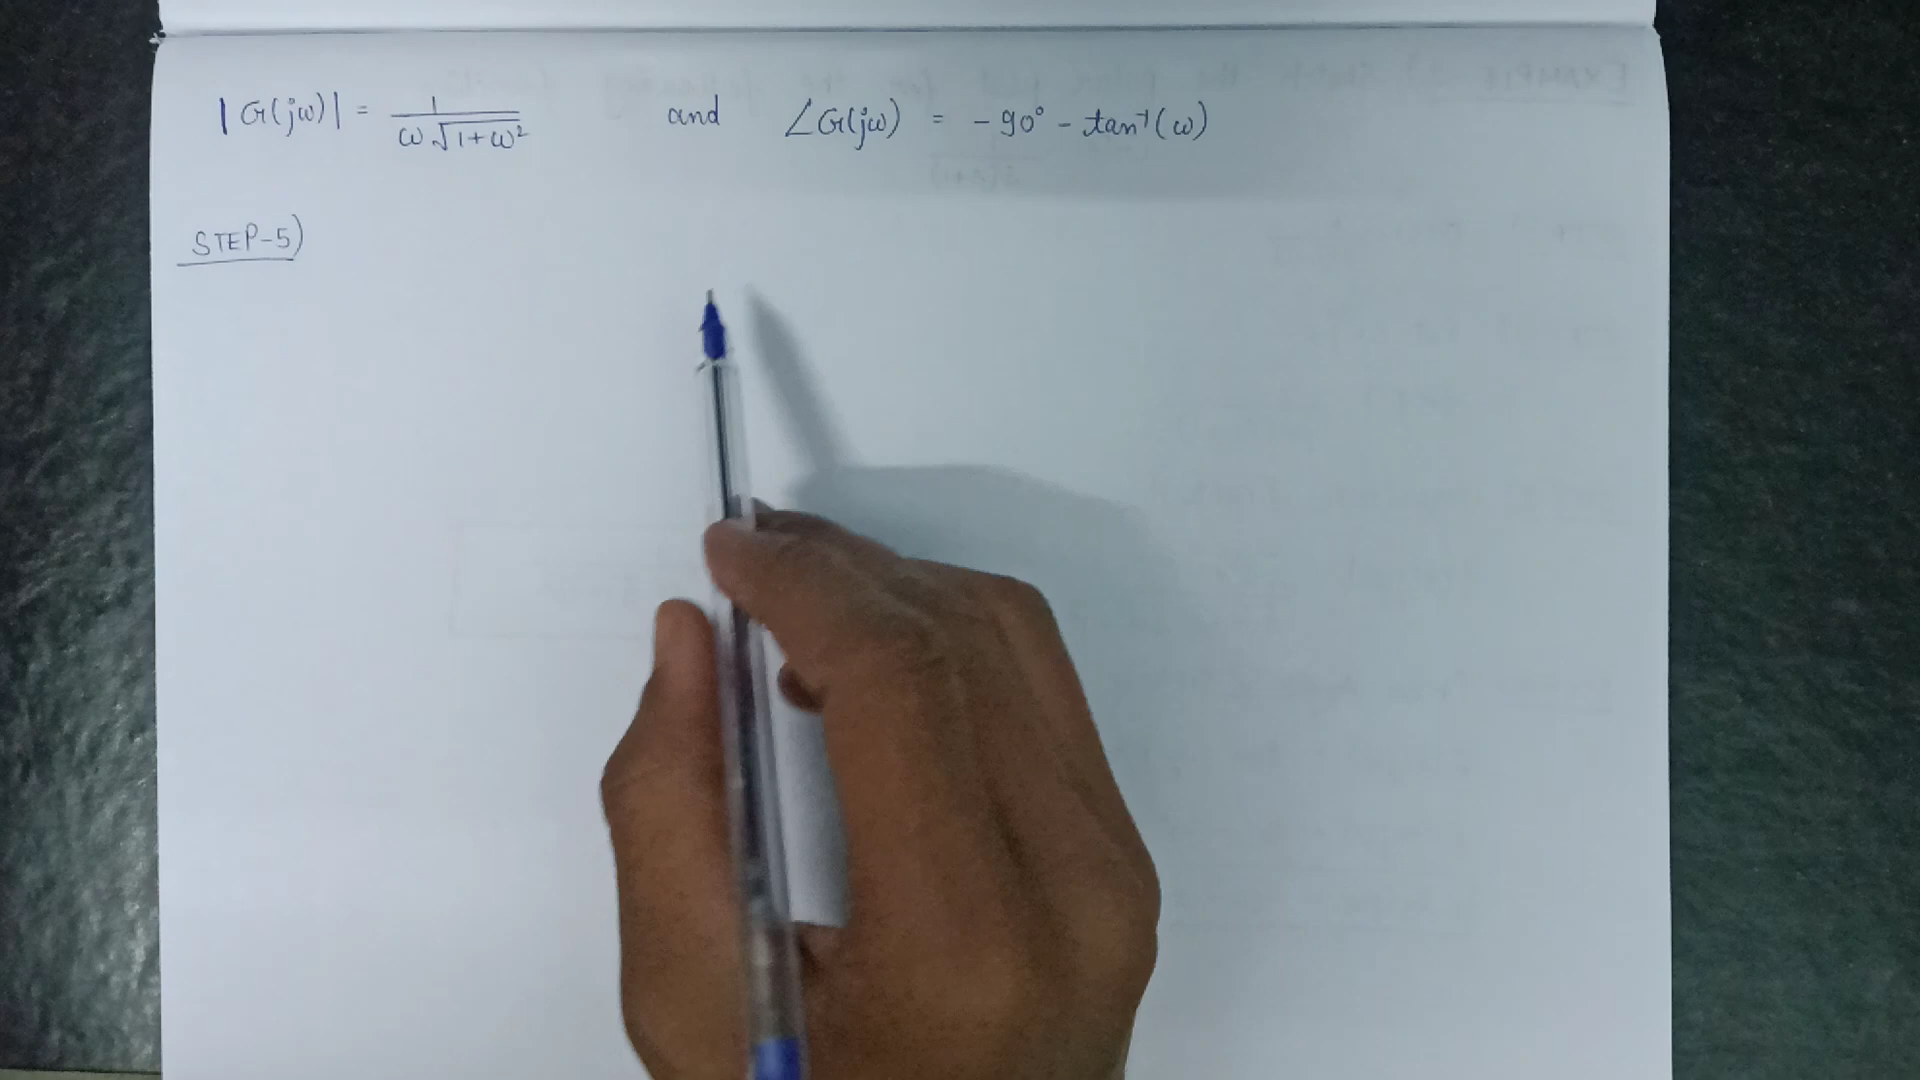 |G(jω)| = 1/(ω√(1+ω²)) and ∠G(jω) = -90° - tan⁻¹(ω)
STEP-5)